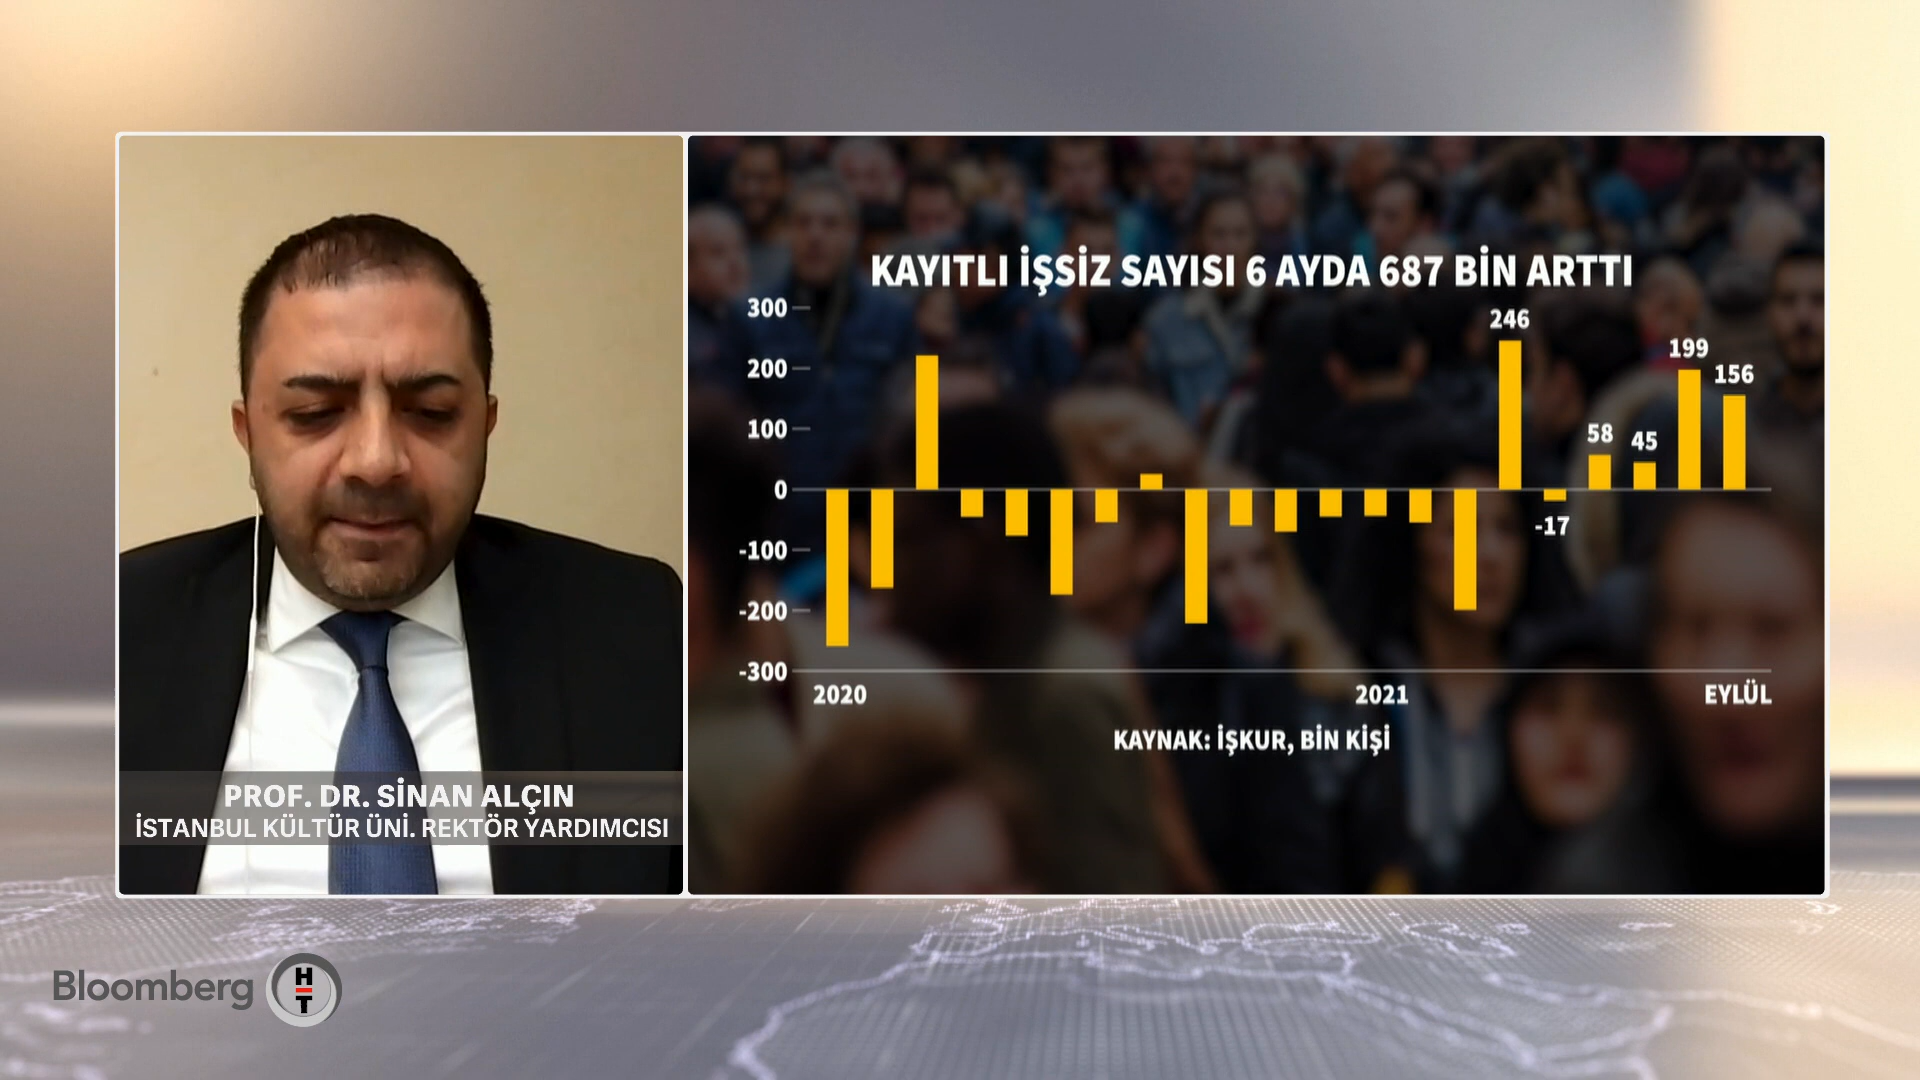 KAYITLI İŞSİZ SAYISI 6 AYDA 687 BİN ARTTI
300
200
100
0
-100
-200
-300
246
-17
58
45
199
156
2020
2021
EYLÜL
KAYNAK: İŞKUR, BİN KİŞİ
PROF. DR. SİNAN ALÇIN
İSTANBUL KÜLTÜR ÜNİ. REKTÖR YARDIMCISI
Bloomberg HT